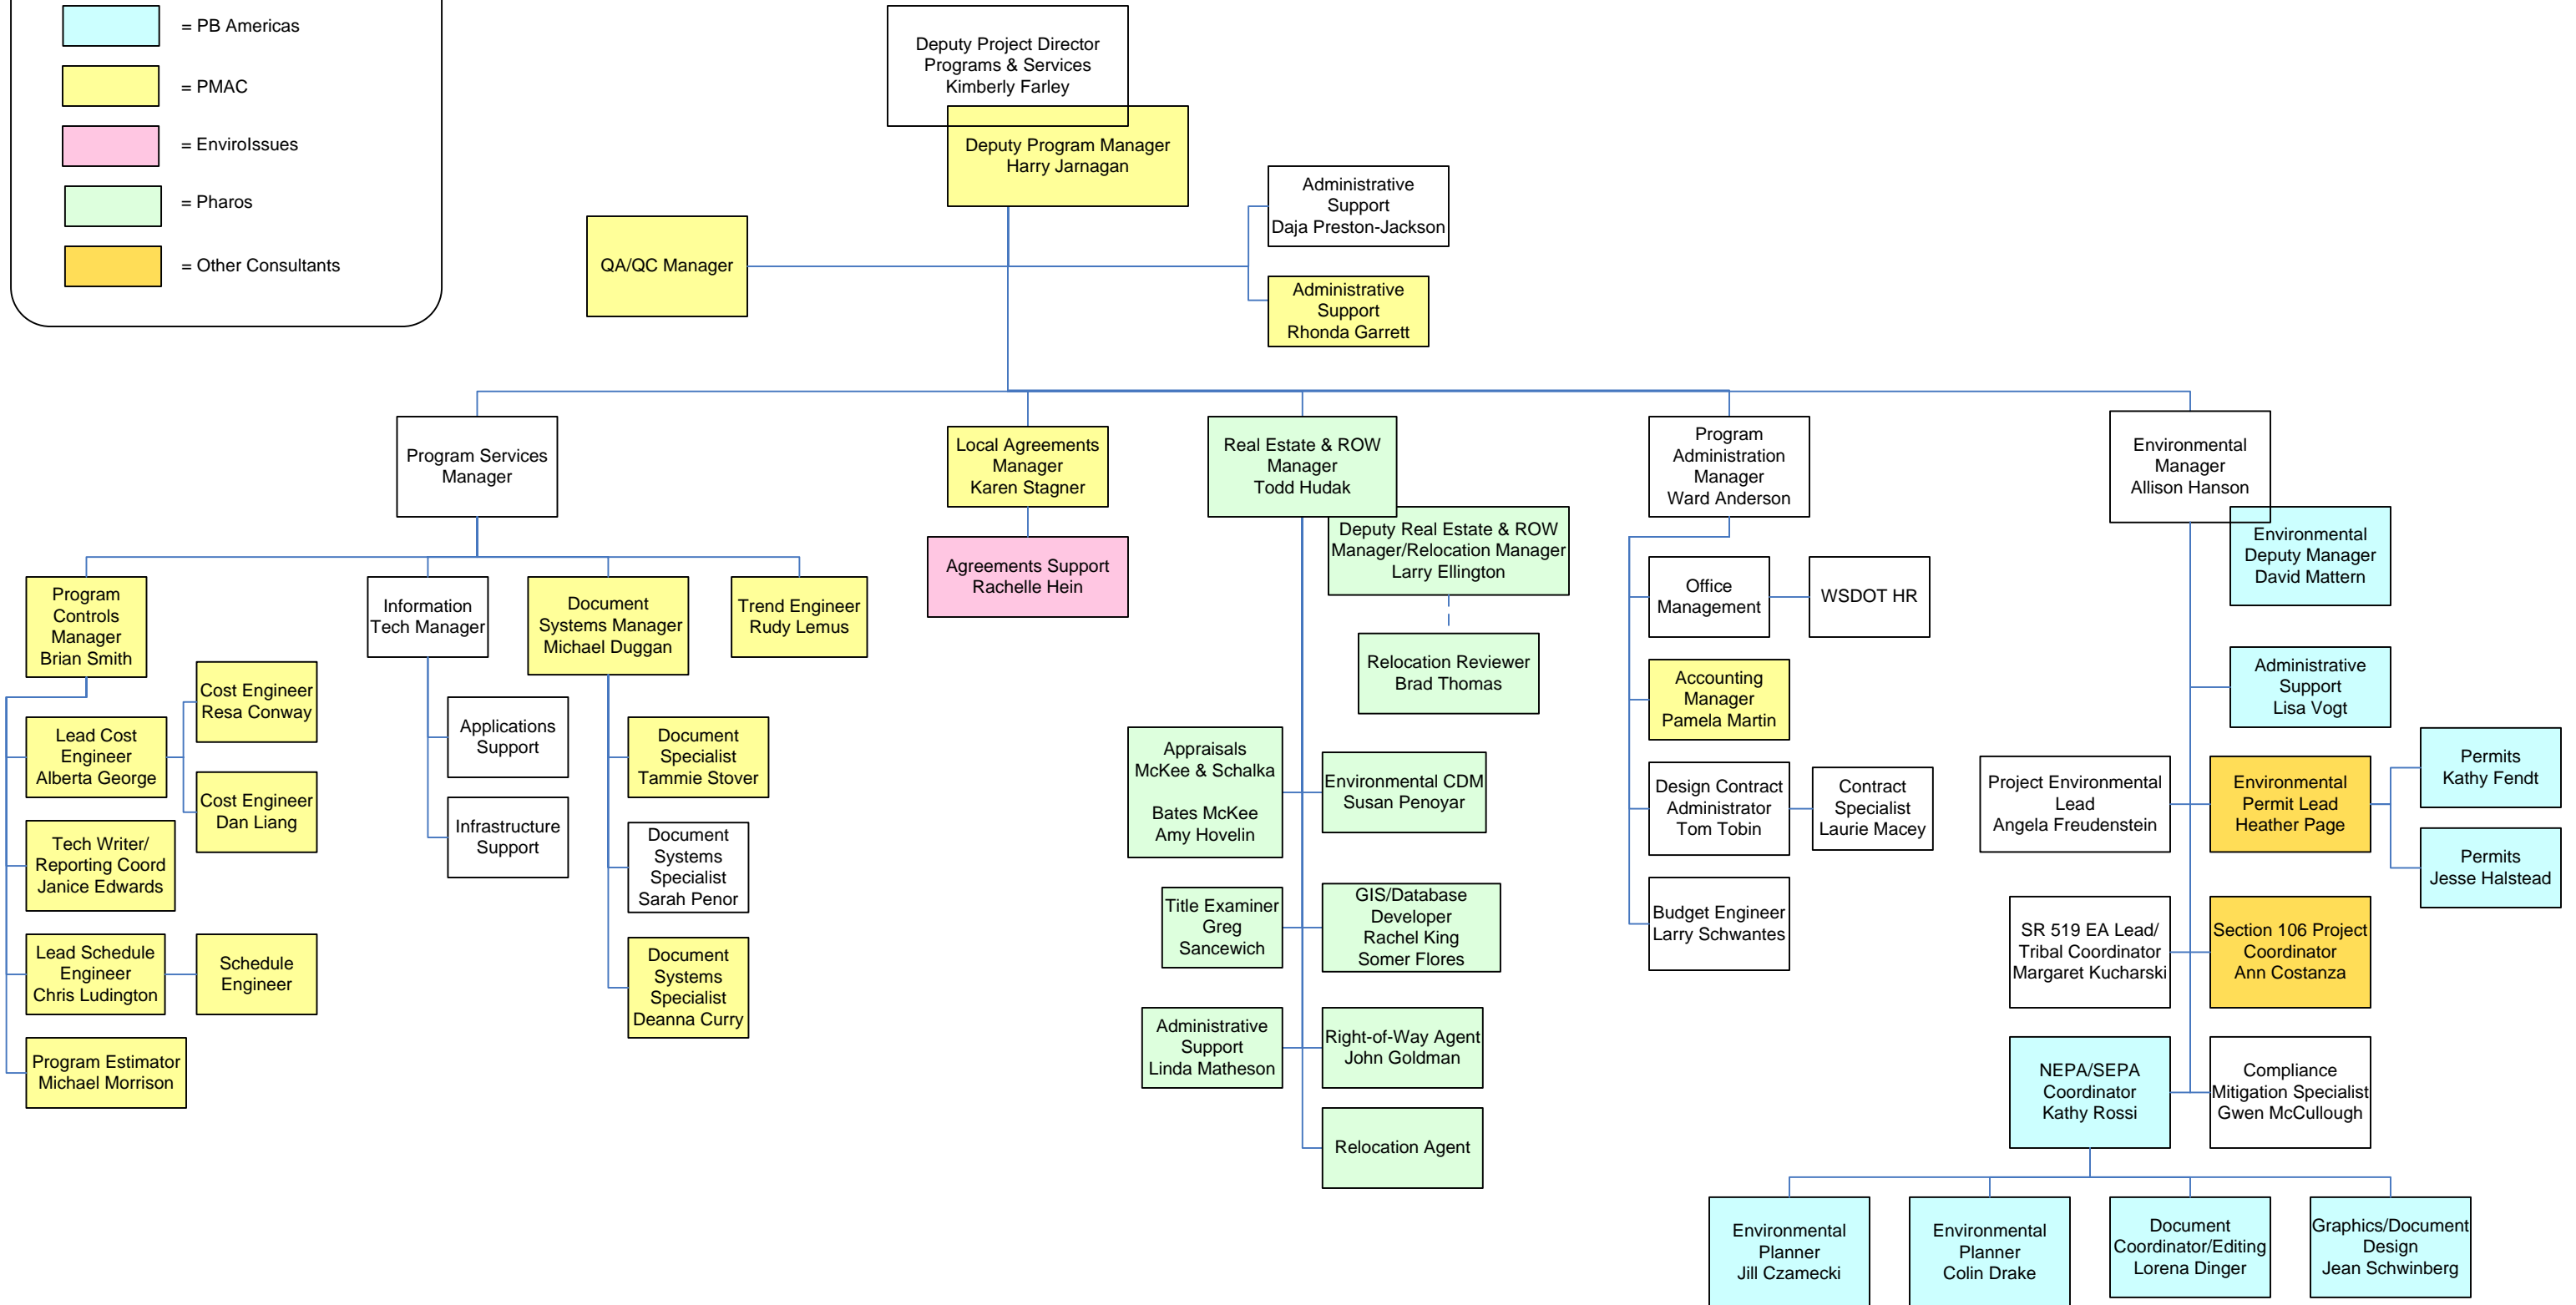 = PB Americas
= PMAC
= EnviroIssues
= Pharos
= Other Consultants
Deputy Project Director
Programs & Services
Kimberly Farley
Deputy Program Manager
Harry Jarnagan
Administrative
Support
Daja Preston-Jackson
QA/QC Manager
Administrative
Support
Rhonda Garrett
Program Services
Manager
Local Agreements
Manager
Karen Stagner
Real Estate & ROW
Manager
Todd Hudak
Program
Administration
Manager
Ward Anderson
Environmental
Manager
Allison Hanson
Deputy Real Estate & ROW
Manager/Relocation Manager
Larry Ellington
Environmental
Deputy Manager
David Mattern
Agreements Support
Rachelle Hein
Program
Controls
Manager
Brian Smith
Information
Tech Manager
Document
Systems Manager
Michael Duggan
Trend Engineer
Rudy Lemus
Office
Management
WSDOT HR
Relocation Reviewer
Brad Thomas
Administrative
Support
Lisa Vogt
Cost Engineer
Resa Conway
Accounting
Manager
Pamela Martin
Lead Cost
Engineer
Alberta George
Applications
Support
Document
Specialist
Tammie Stover
Appraisals
McKee & Schalka
Bates McKee
Amy Hovelin
Environmental CDM
Susan Penoyar
Design Contract
Administrator
Tom Tobin
Contract
Specialist
Laurie Macey
Project Environmental
Lead
Angela Freudenstein
Environmental
Permit Lead
Heather Page
Permits
Kathy Fendt
Cost Engineer
Dan Liang
Permits
Jesse Halstead
Tech Writer/
Reporting Coord
Janice Edwards
Infrastructure
Support
Document
Systems
Specialist
Sarah Penor
Title Examiner
Greg
Sancewich
GIS/Database
Developer
Rachel King
Somer Flores
Budget Engineer
Larry Schwantes
SR 519 EA Lead/
Tribal Coordinator
Margaret Kucharski
Section 106 Project
Coordinator
Ann Costanza
Lead Schedule
Engineer
Chris Ludington
Schedule
Engineer
Document
Systems
Specialist
Deanna Curry
Administrative
Support
Linda Matheson
Right-of-Way Agent
John Goldman
Program Estimator
Michael Morrison
NEPA/SEPA
Coordinator
Kathy Rossi
Compliance
Mitigation Specialist
Gwen McCullough
Relocation Agent
Environmental
Planner
Jill Czamecki
Environmental
Planner
Colin Drake
Document
Coordinator/Editing
Lorena Dinger
Graphics/Document
Design
Jean Schwinberg